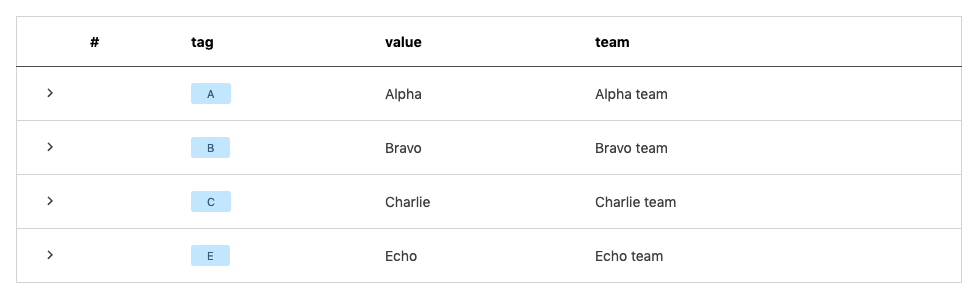 # tag value team
A Alpha Alpha team
B Bravo Bravo team
C Charlie Charlie team
E Echo Echo team